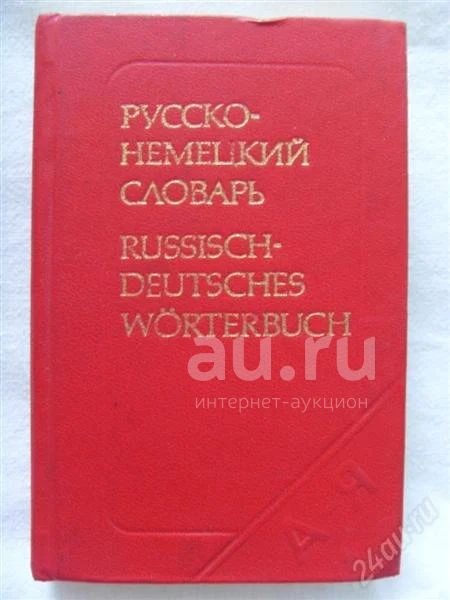 РУССКО-
НЕМЕЦКИЙ
СЛОВАРЬ
RUSSISCH-
DEUTSCHES
WÖRTERBUCH
au.ru
интернет-аукцион
А-Я
24au.ru